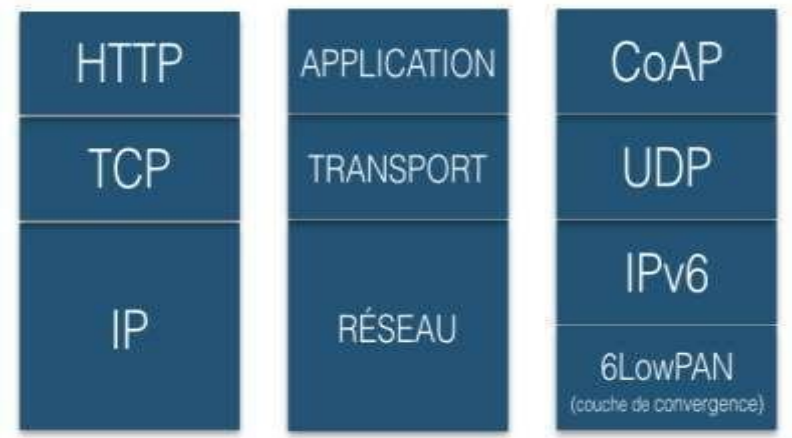 HTTP
TCP
IP
APPLICATION
TRANSPORT
RÉSEAU
CoAP
UDP
IPv6
6LowPAN
(couche de convergence)